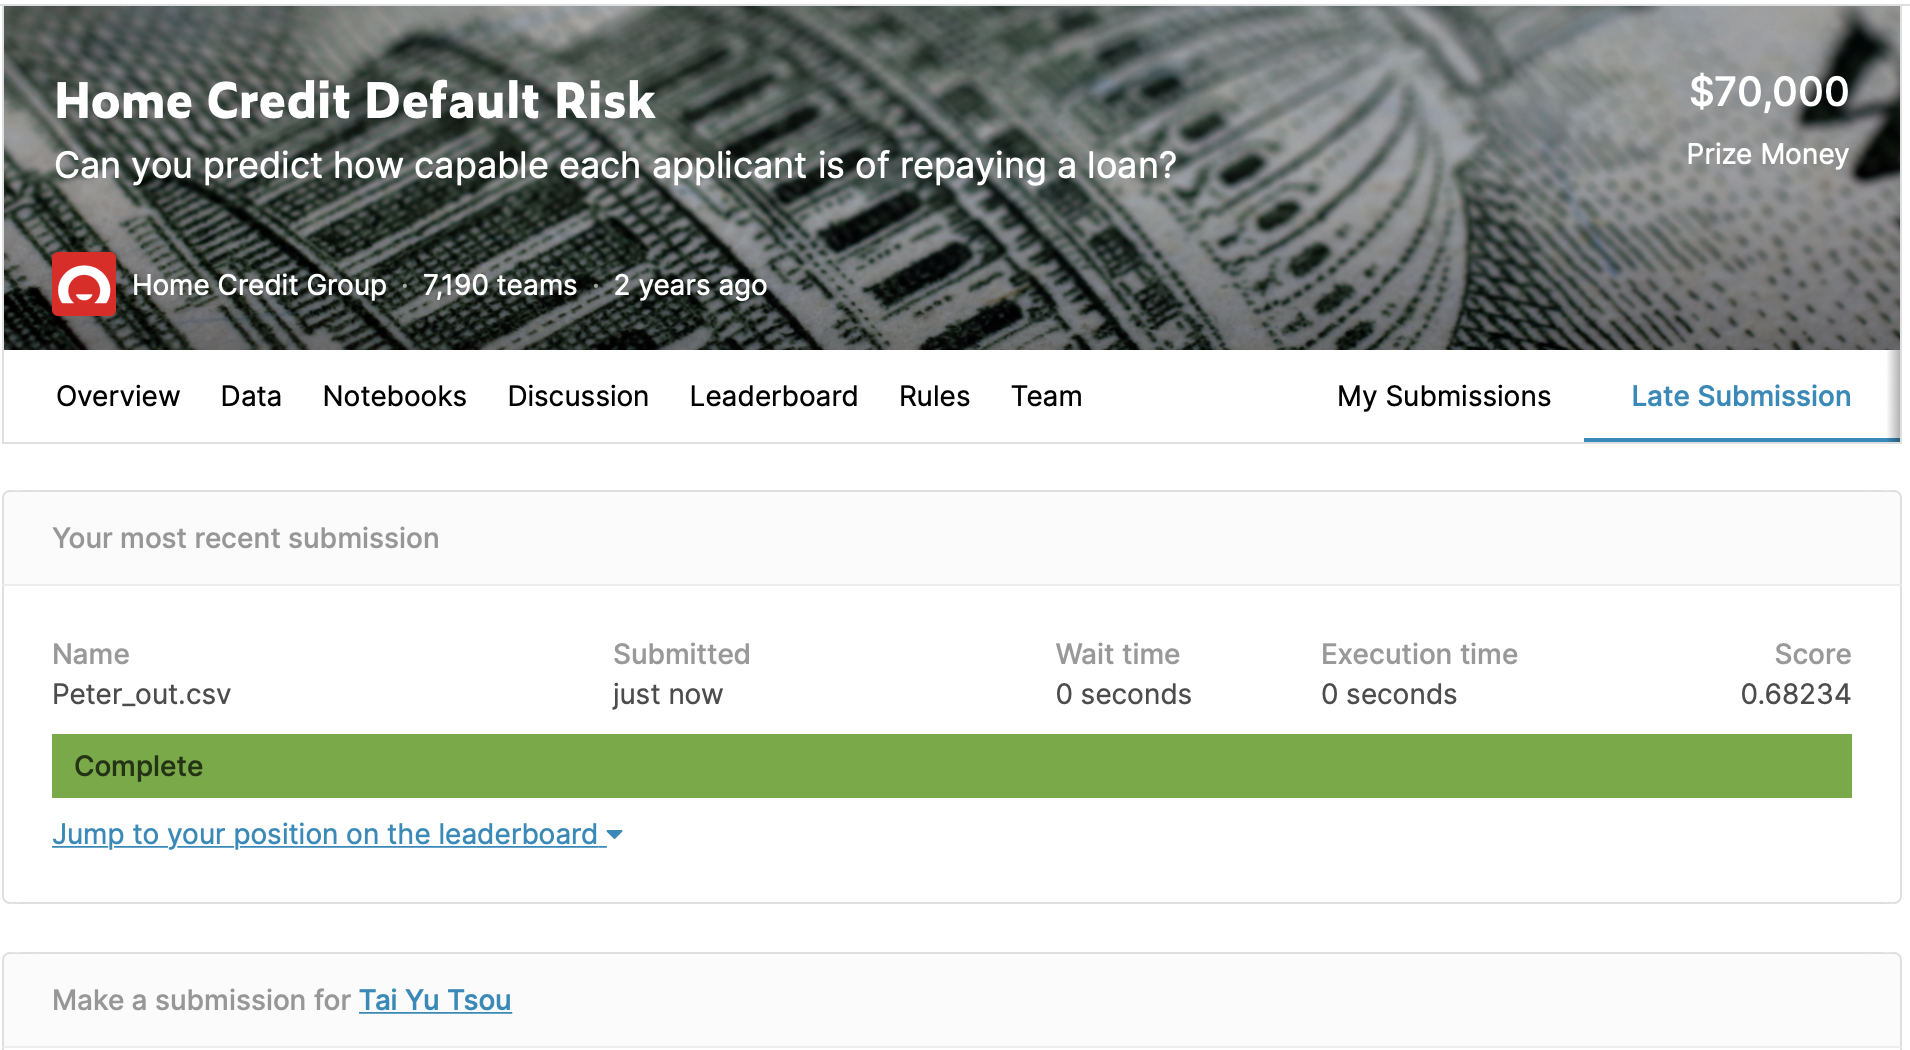 Home Credit Default Risk
Can you predict how capable each applicant is of repaying a loan?
$70,000
Prize Money
Home Credit Group · 7,190 teams · 2 years ago
Overview Data Notebooks Discussion Leaderboard Rules Team My Submissions Late Submission
Your most recent submission
Name Submitted Wait time Execution time Score
Peter_out.csv just now 0 seconds 0 seconds 0.68234
Complete
Jump to your position on the leaderboard
Make a submission for Tai Yu Tsou